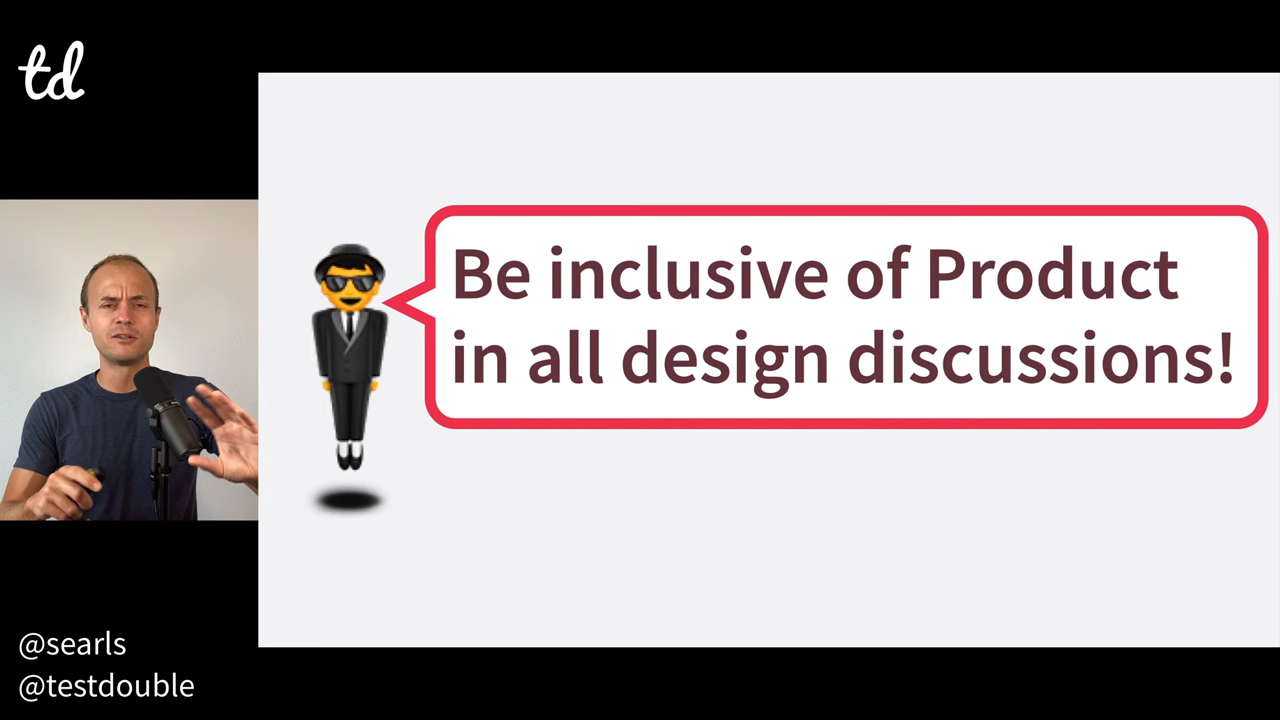 td
Be inclusive of Product
in all design discussions!
@searls
@testdouble